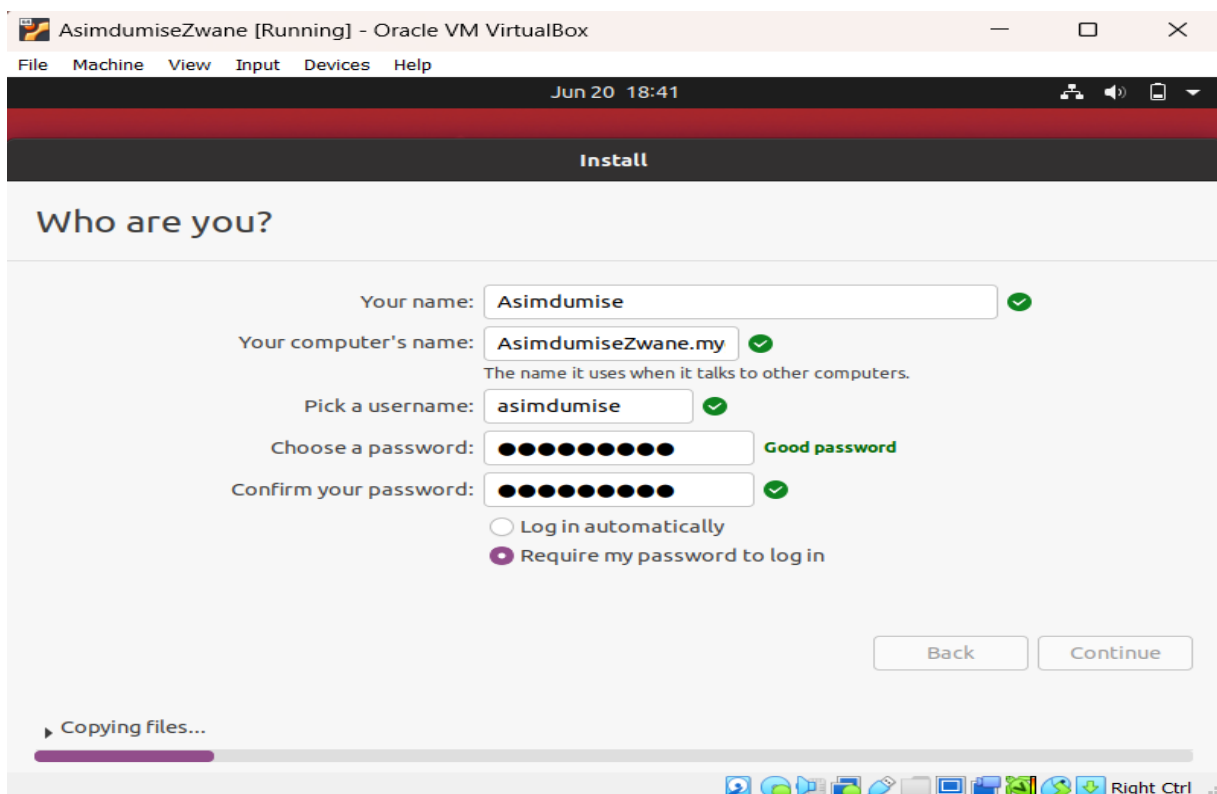 AsimdumiseZwane [Running] - Oracle VM VirtualBox
File Machine View Input Devices Help
Jun 20 18:41
Install
Who are you?
Your name: Asimdumise
Your computer's name: AsimdumiseZwane.my
The name it uses when it talks to other computers.
Pick a username: asimdumise
Choose a password: ●●●●●●●●● Good password
Confirm your password: ●●●●●●●●●
Log in automatically
Require my password to log in
Back Continue
Copying files...
Right Ctrl